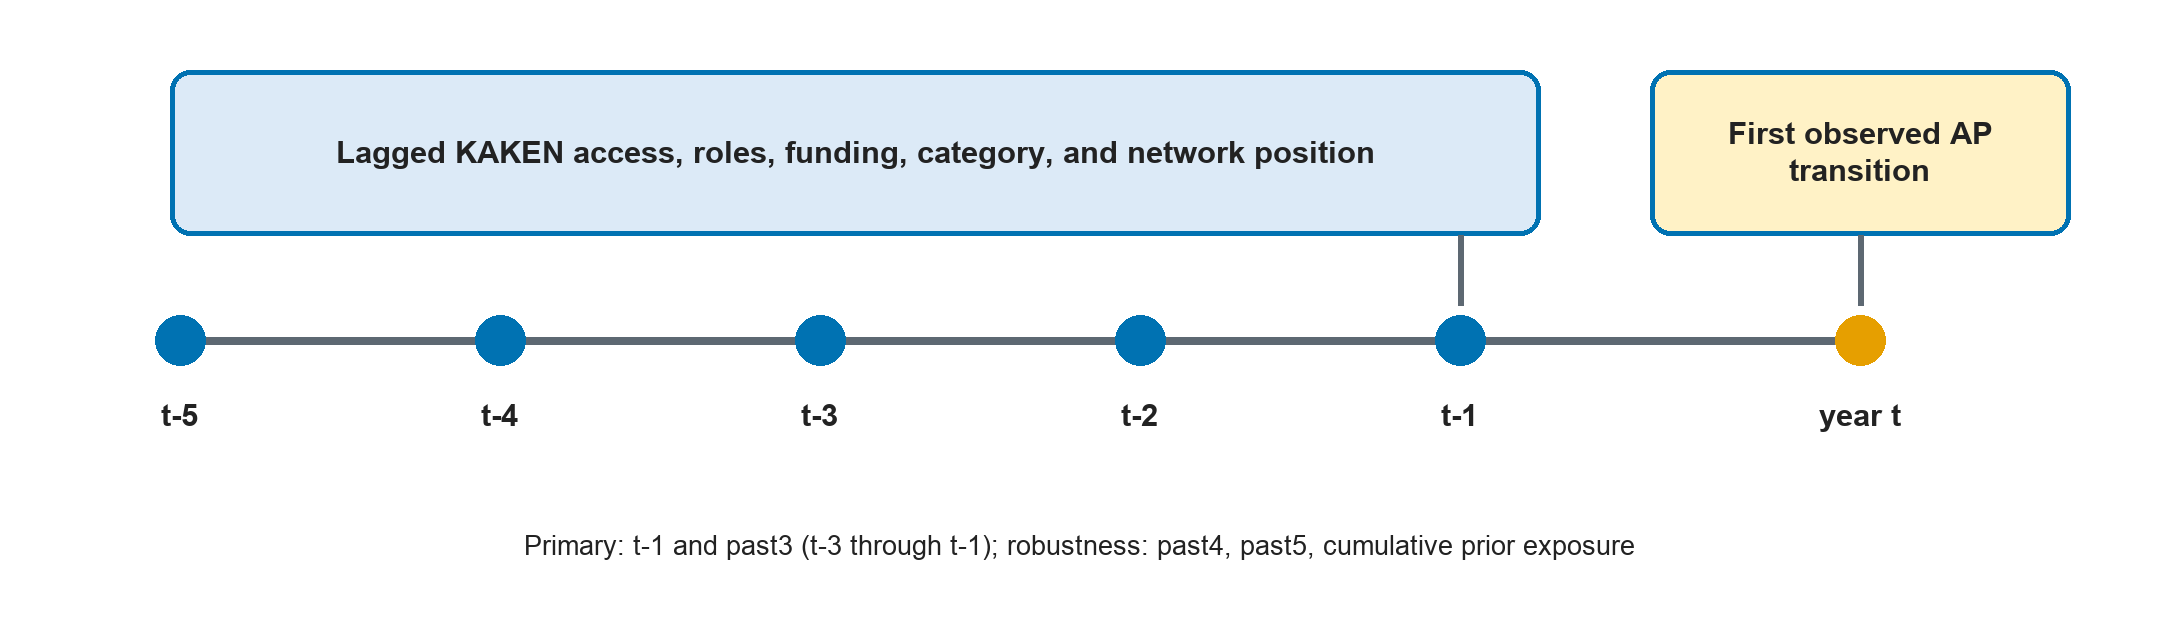 Lagged KAKEN access, roles, funding, category, and network position
First observed AP
transition
t-5
t-4
t-3
t-2
t-1
year t
Primary: t-1 and past3 (t-3 through t-1); robustness: past4, past5, cumulative prior exposure